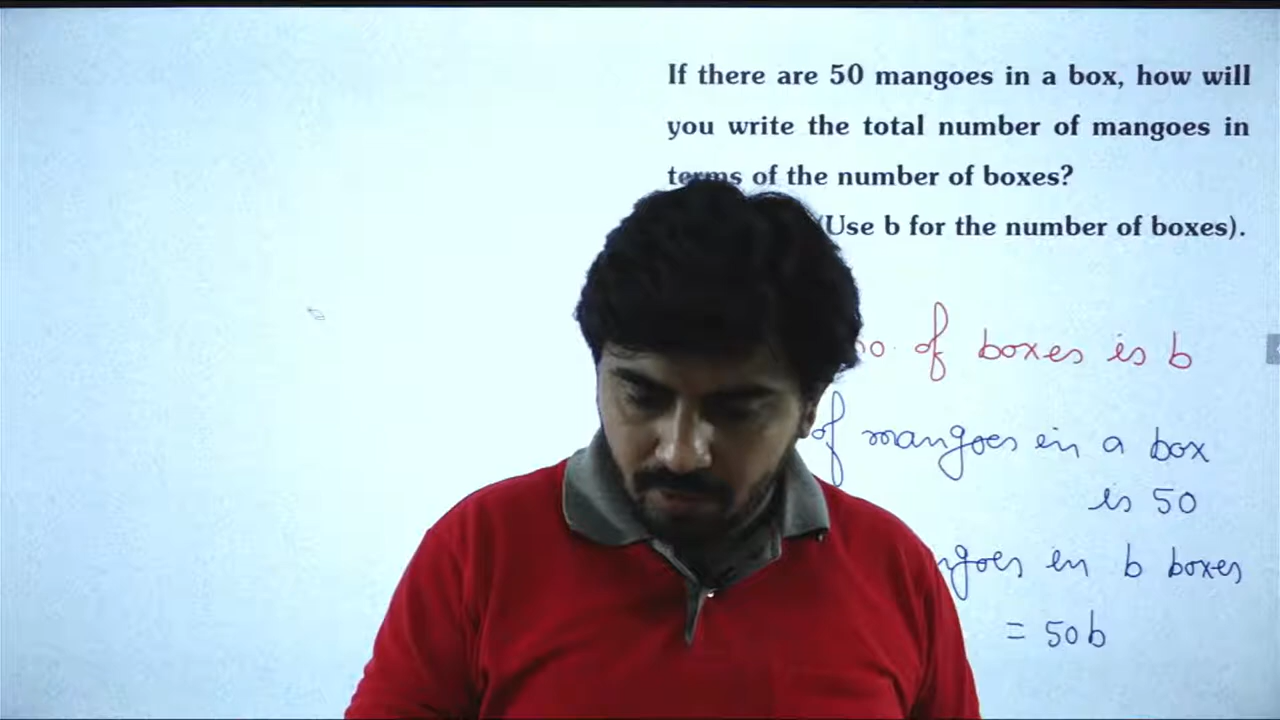 If there are 50 mangoes in a box, how will
you write the total number of mangoes in
terms of the number of boxes?
(Use b for the number of boxes).
no. of boxes is b
of mangoes in a box
is 50
in b boxes
= 50b